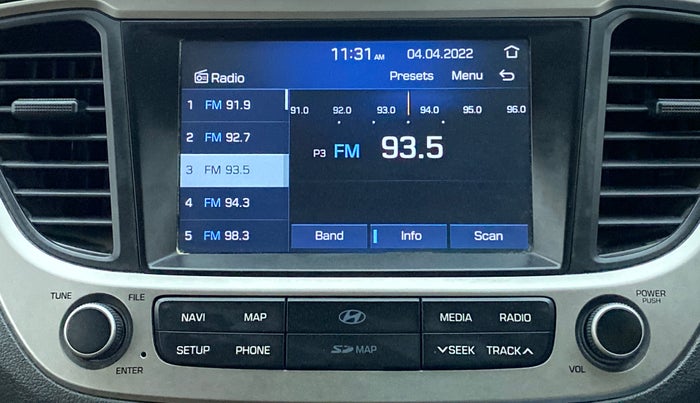 11:31 AM 04.04.2022
Radio Presets Menu
1 FM 91.9
2 FM 92.7
3 FM 93.5
4 FM 94.3
5 FM 98.3
91.0 92.0 93.0 94.0 95.0 96.0
P3 FM 93.5
Band Info Scan
TUNE FILE
ENTER
NAVI MAP
SETUP PHONE
SD MAP
MEDIA RADIO
SEEK TRACK
POWER
PUSH
VOL